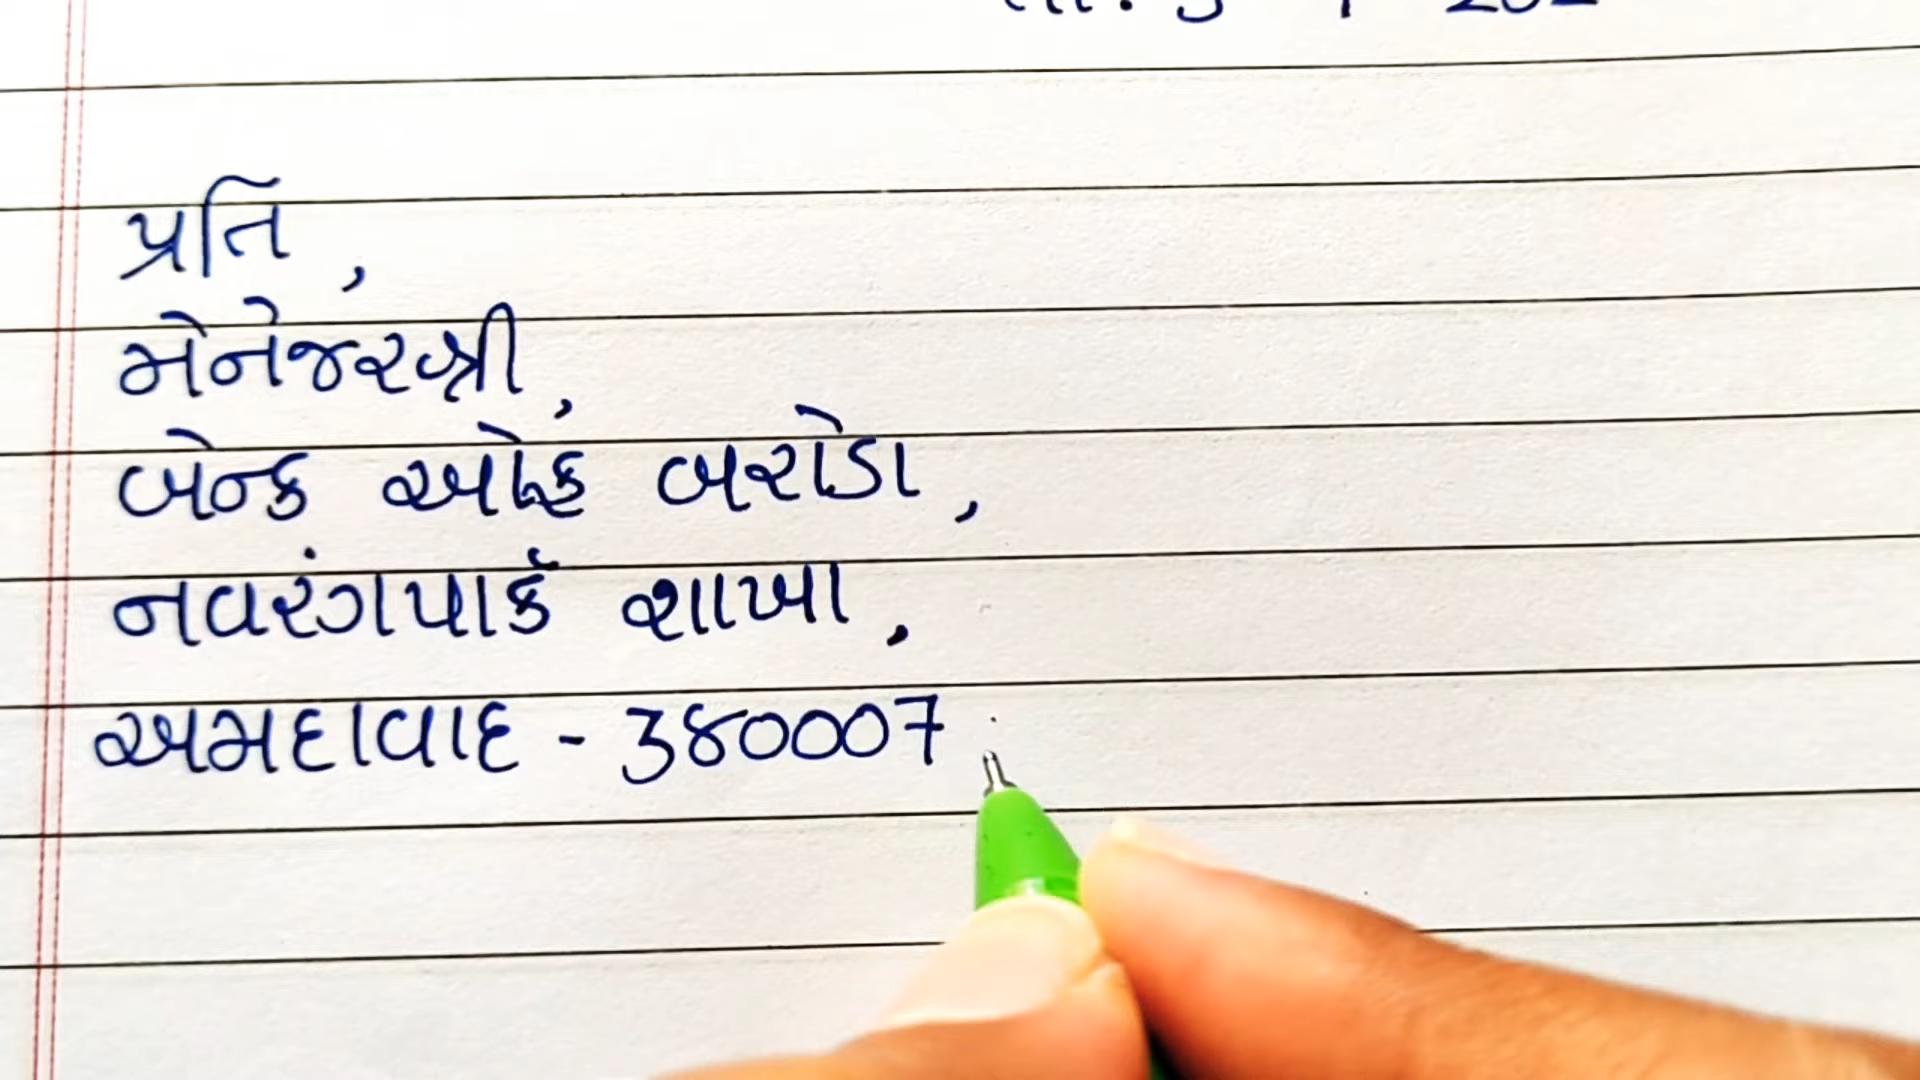 પ્રતિ,
મેનેજરશ્રી,
બેન્ક ઓફ બરોડા,
નવરંગપાર્ક શાખા,
અમદાવાદ - 380007